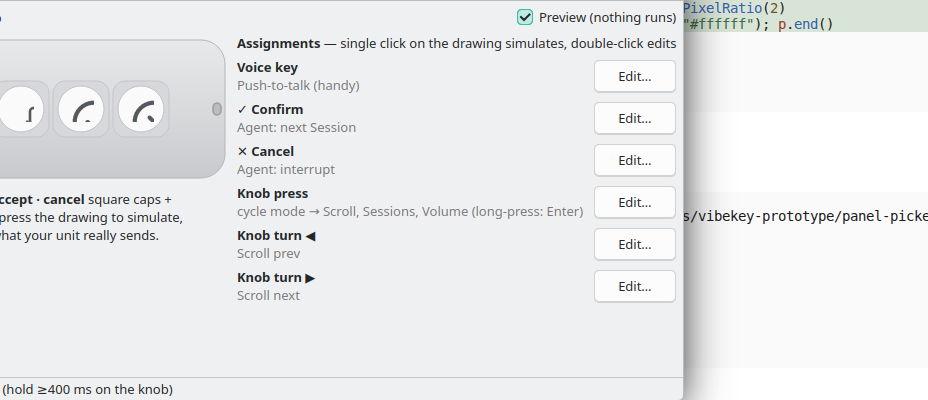 Preview (nothing runs)
Assignments — single click on the drawing simulates, double-click edits
Voice key
Push-to-talk (handy)
Edit...
✓ Confirm
Agent: next Session
Edit...
✕ Cancel
Agent: interrupt
Edit...
Knob press
cycle mode → Scroll, Sessions, Volume (long-press: Enter)
Edit...
Knob turn ◀
Scroll prev
Edit...
Knob turn ▶
Scroll next
Edit...
ccept · cancel square caps +
press the drawing to simulate,
what your unit really sends.
(hold ≥400 ms on the knob)
PixelRatio(2)
"#ffffff"); p.end()
s/vibekey-prototype/panel-picke